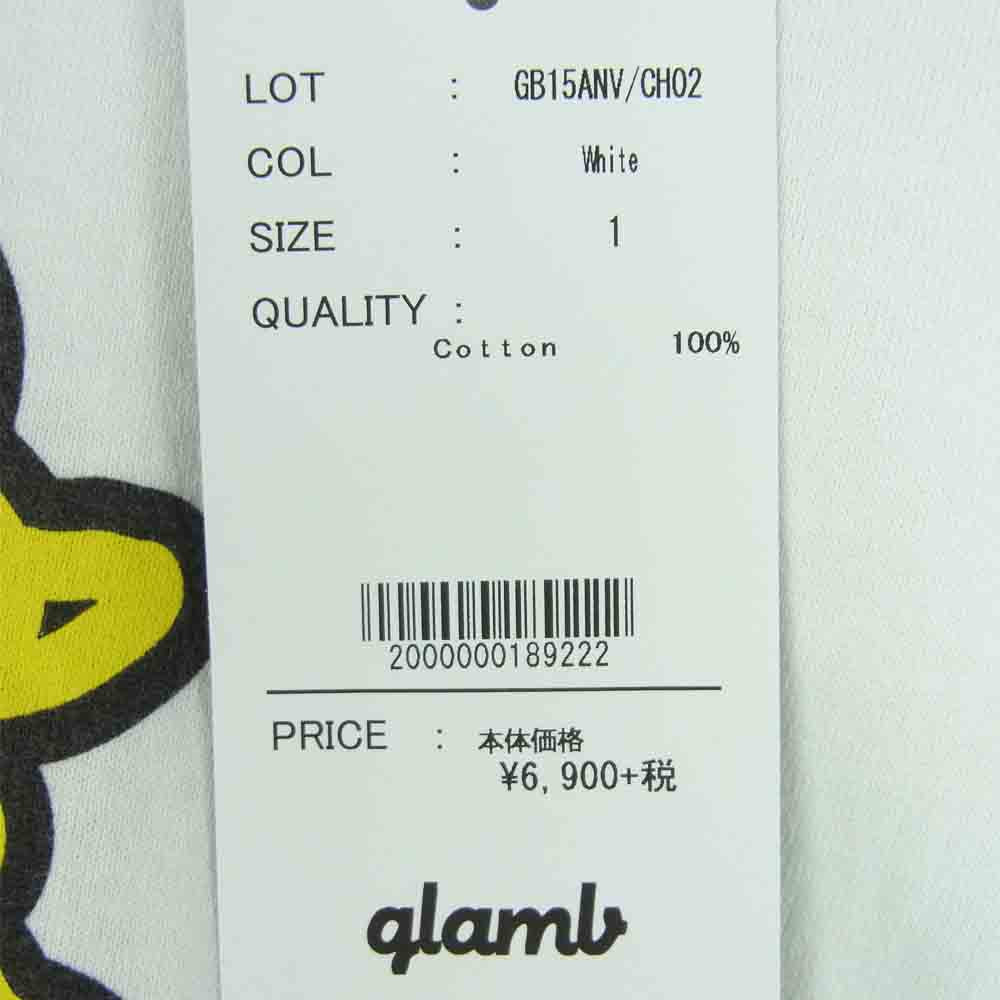 LOT : GB15ANV/CH02
COL : White
SIZE : 1
QUALITY :
Cotton 100%
2000000189222
PRICE : 本体価格
¥6,900+税
glamb